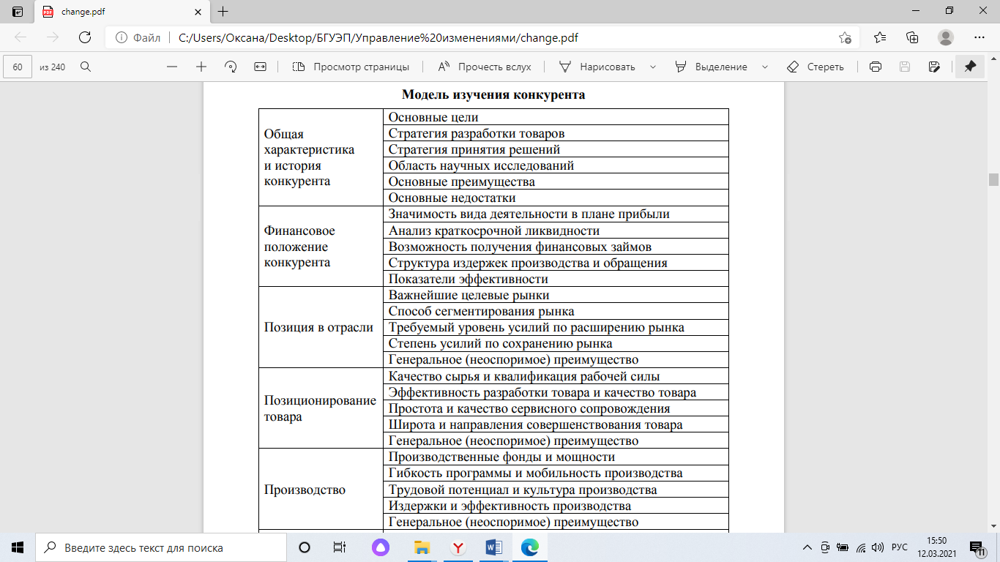 change.pdf
Файл
C:/Users/Оксана/Desktop/БГУЭП/Управление%20изменениями/change.pdf
60
из 240
Просмотр страницы
Прочесть вслух
Нарисовать
Выделение
Стереть
Модель изучения конкурента
Общая
характеристика
и история
конкурента
Основные цели
Стратегия разработки товаров
Стратегия принятия решений
Область научных исследований
Основные преимущества
Основные недостатки
Финансовое
положение
конкурента
Значимость вида деятельности в плане прибыли
Анализ краткосрочной ликвидности
Возможность получения финансовых займов
Структура издержек производства и обращения
Показатели эффективности
Позиция в отрасли
Важнейшие целевые рынки
Способ сегментирования рынка
Требуемый уровень усилий по расширению рынка
Степень усилий по сохранению рынка
Генеральное (неоспоримое) преимущество
Позиционирование
товара
Качество сырья и квалификация рабочей силы
Эффективность разработки товара и качество товара
Простота и качество сервисного сопровождения
Широта и направления совершенствования товара
Генеральное (неоспоримое) преимущество
Производство
Производственные фонды и мощности
Гибкость программы и мобильность производства
Трудовой потенциал и культура производства
Издержки и эффективность производства
Генеральное (неоспоримое) преимущество
Введите здесь текст для поиска
РУС
15:50
12.03.2021
11